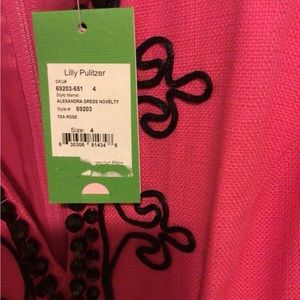 Lilly Pulitzer
SKU#
69203-651 4
Style Name:
ALEXANDRA DRESS NOVELTY
Style #: 69203
TEA ROSE
Size: 4
8 30306 81434 8